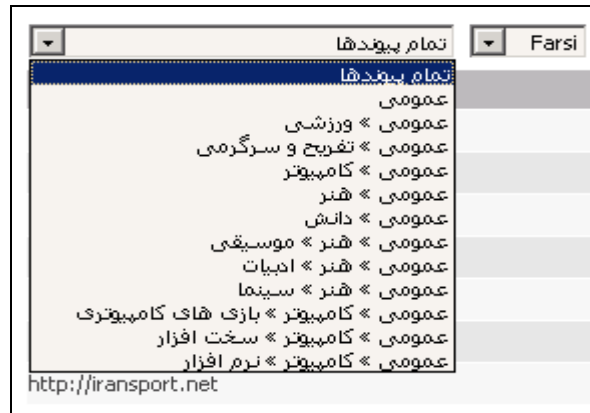 تمام پیوندها
Farsi
تمام پیوندها
عمومی
عمومی » ورزشی
عمومی » تفریح و سرگرمی
عمومی » کامپیوتر
عمومی » هنر
عمومی » دانش
عمومی » هنر » موسیقی
عمومی » هنر » ادبیات
عمومی » هنر » سینما
عمومی » کامپیوتر » بازی های کامپیوتری
عمومی » کامپیوتر » سخت افزار
عمومی » کامپیوتر » نرم افزار
http://iransport.net